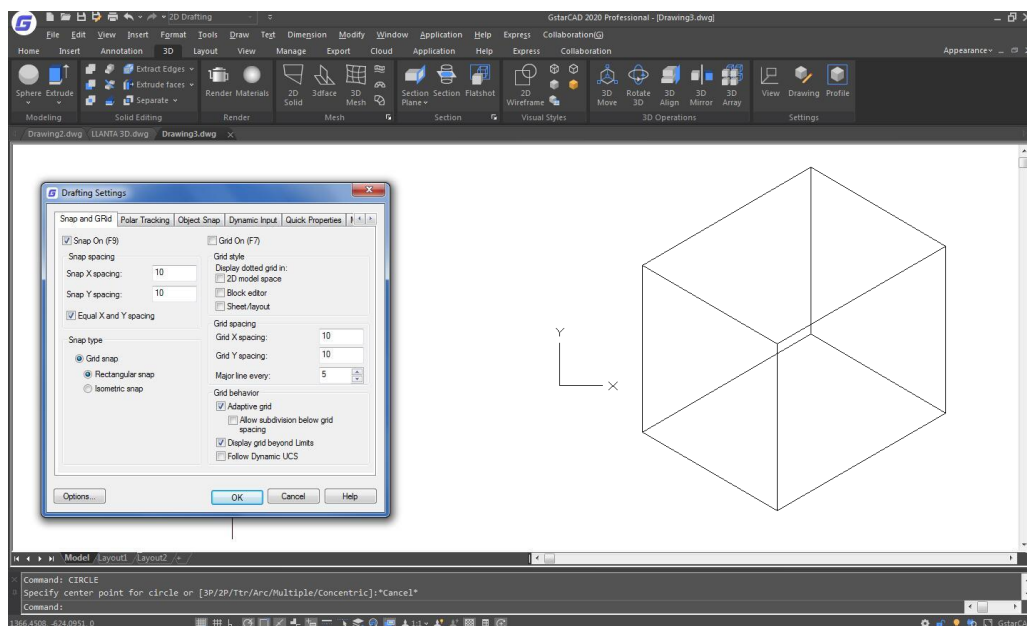 2D Drafting
GstarCAD 2020 Professional - [Drawing3.dwg]
File Edit View Insert Format Tools Draw Text Dimension Modify Window Application Help Express Collaboration(G)
Home Insert Annotation 3D Layout View Manage Export Cloud Application Help Express Collaboration Appearance
Sphere Extrude
Extract Edges
Extrude faces
Separate
Render Materials
2D Solid
3dface
3D Mesh
Section Plane
Section
Flatshot
2D Wireframe
3D Move
Rotate 3D
3D Align
3D Mirror
3D Array
View Drawing Profile
Modeling Solid Editing Render Mesh Section Visual Styles 3D Operations Settings
Drawing2.dwg LLANTA 3D.dwg Drawing3.dwg
Drafting Settings
Snap and GRid Polar Tracking Object Snap Dynamic Input Quick Properties
Snap On (F9)
Snap spacing
Snap X spacing: 10
Snap Y spacing: 10
Equal X and Y spacing
Snap type
Grid snap
Rectangular snap
Isometric snap
Grid On (F7)
Grid style
Display dotted grid in:
2D model space
Block editor
Sheet/layout
Grid spacing
Grid X spacing: 10
Grid Y spacing: 10
Major line every: 5
Grid behavior
Adaptive grid
Allow subdivision below grid
spacing
Display grid beyond Limits
Follow Dynamic UCS
Options... OK Cancel Help
Y
X
Model Layout1 Layout2 +
Command: CIRCLE
Specify center point for circle or [3P/2P/Ttr/Arc/Multiple/Concentric]:*Cancel*
Command:
1366.4508, -624.0951, 0 1:1 GstarCA